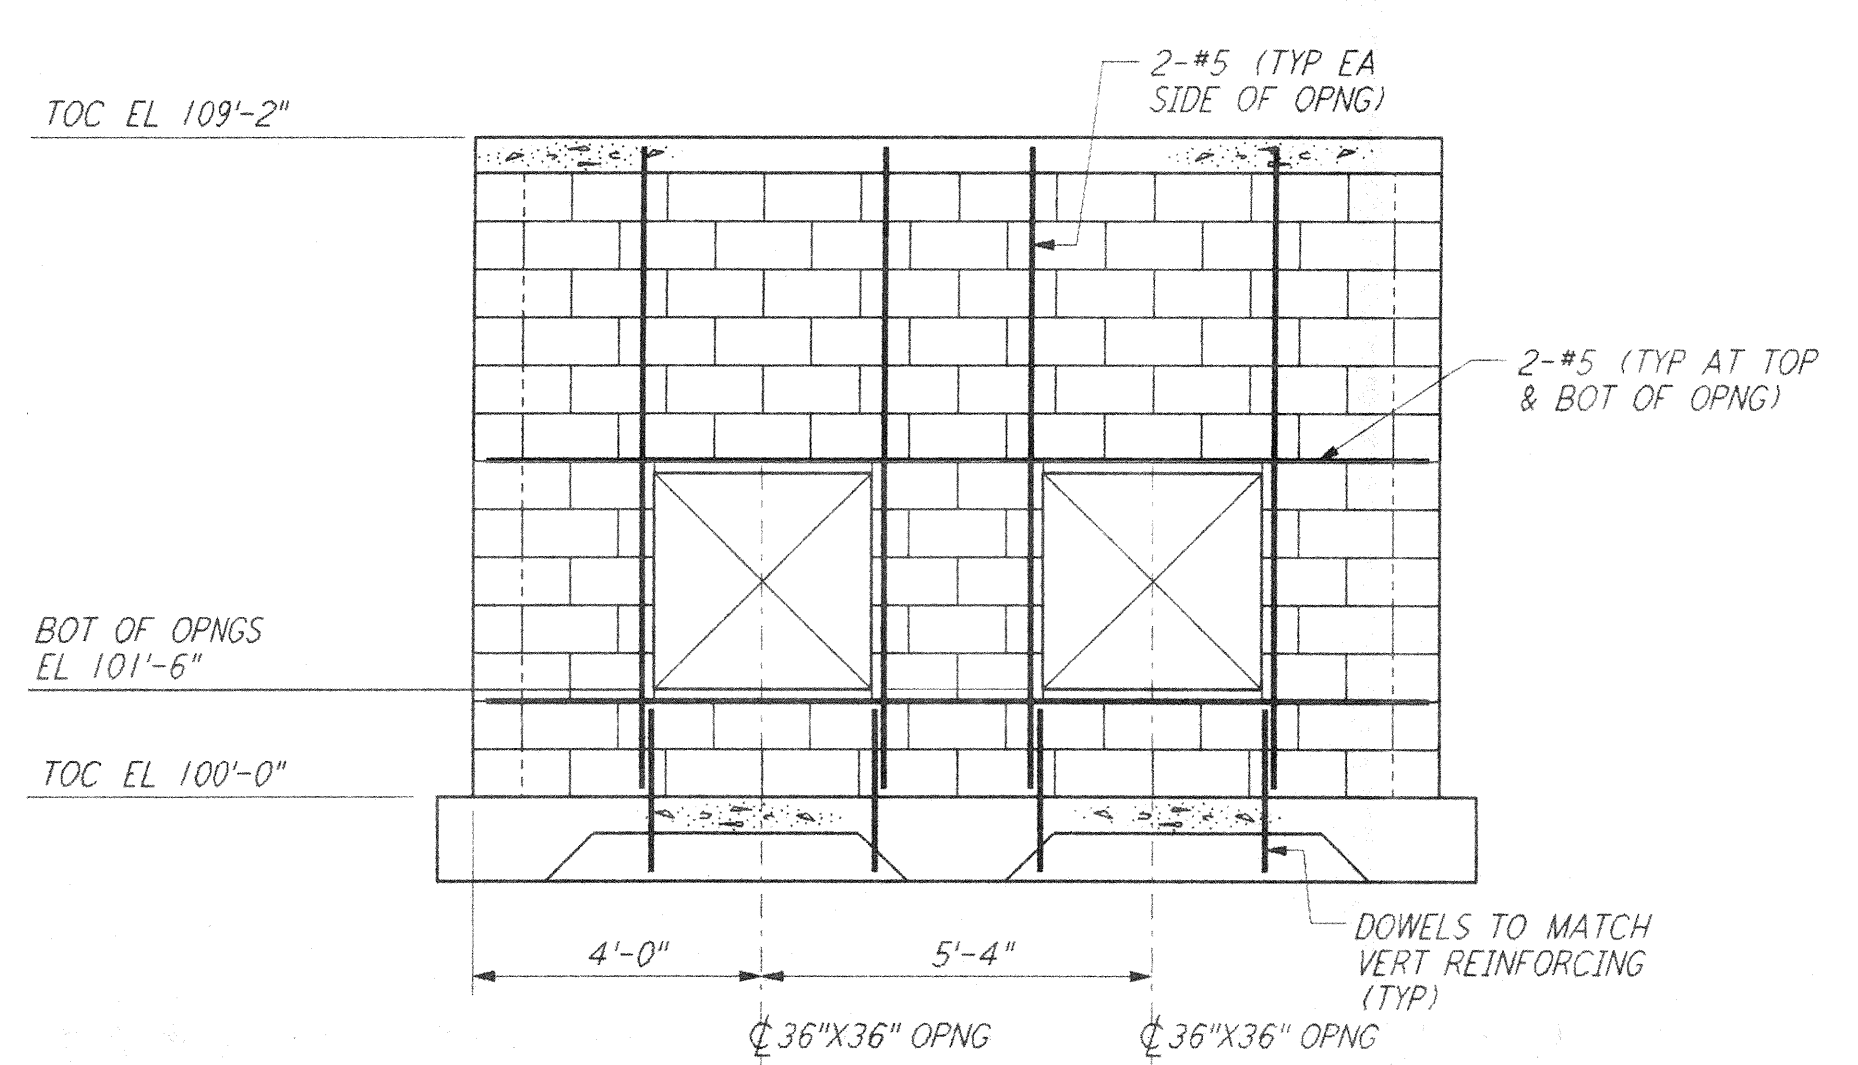 2-#5 (TYP EA
SIDE OF OPNG)
TOC EL 109'-2"
2-#5 (TYP AT TOP
& BOT OF OPNG)
BOT OF OPNGS
EL 101'-6"
TOC EL 100'-0"
DOWELS TO MATCH
VERT REINFORCING
(TYP)
4'-0"
5'-4"
℄ 36"X36" OPNG
℄ 36"X36" OPNG